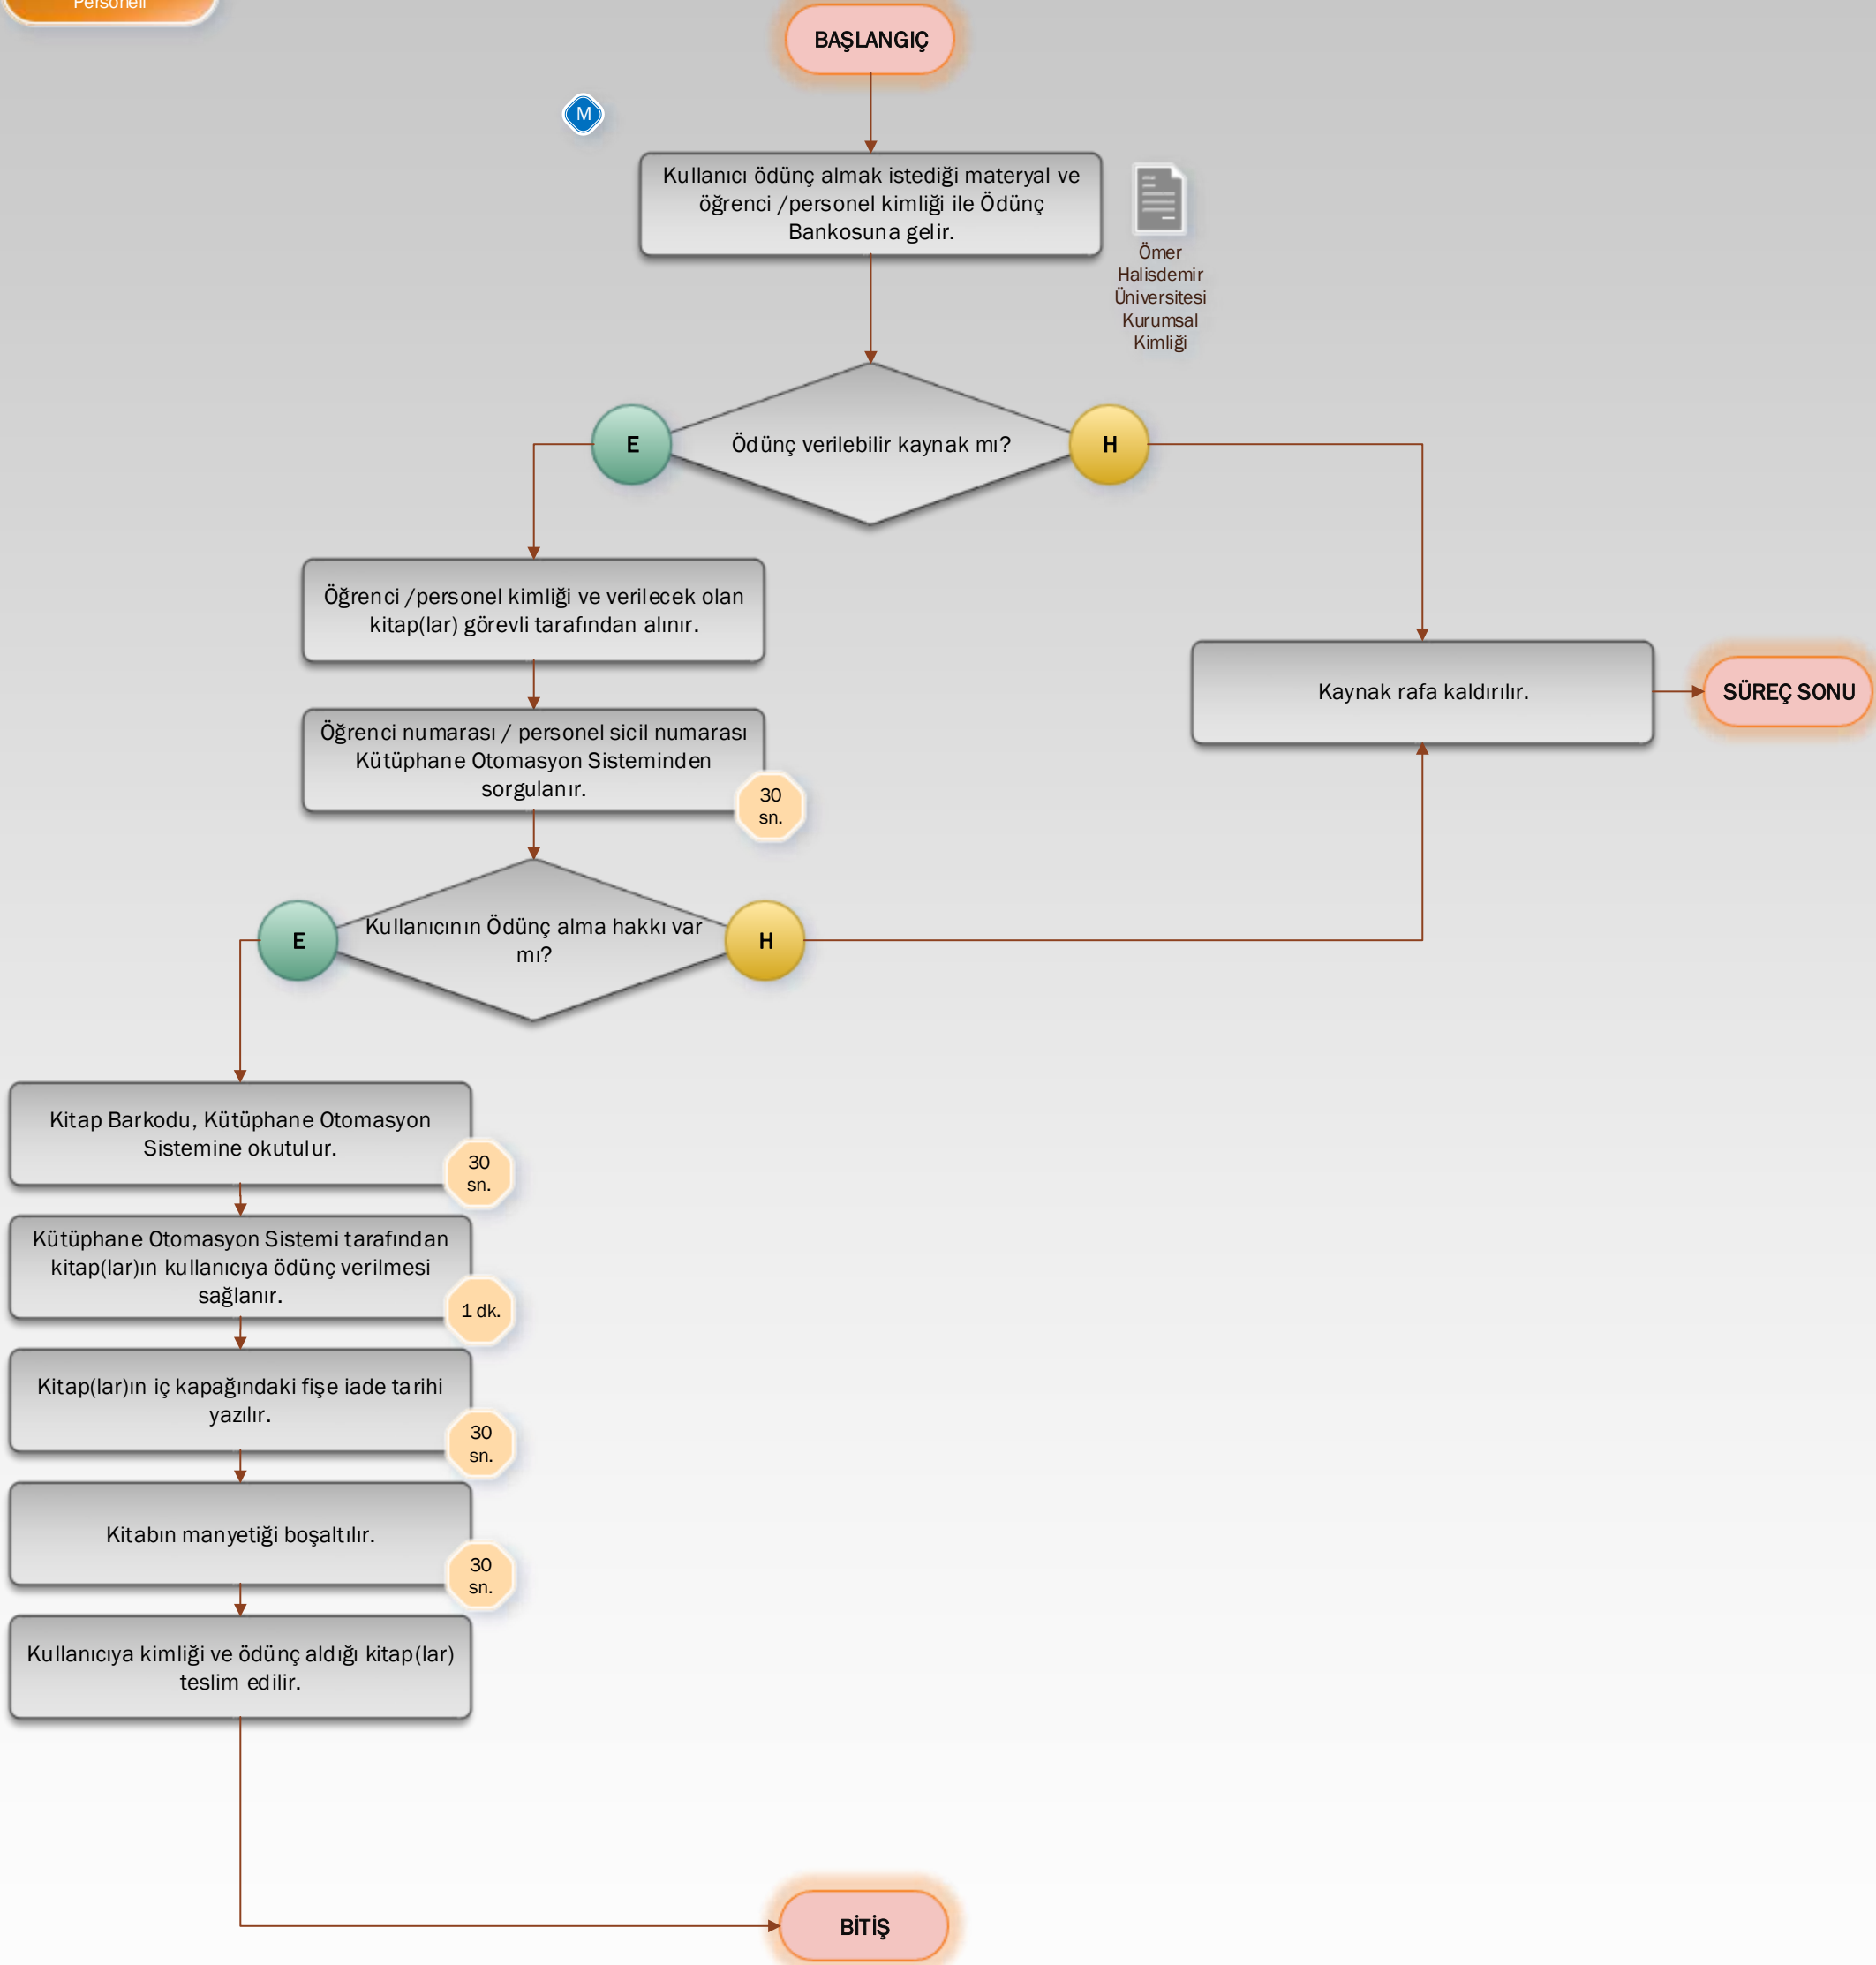 Personeli
BAŞLANGIÇ
M
Kullanıcı ödünç almak istediği materyal ve
öğrenci /personel kimliği ile Ödünç
Bankosuna gelir.
Ömer
Halisdemir
Üniversitesi
Kurumsal
Kimliği
E
Ödünç verilebilir kaynak mı?
H
Öğrenci /personel kimliği ve verilecek olan
kitap(lar) görevli tarafından alınır.
Kaynak rafa kaldırılır.
SÜREÇ SONU
Öğrenci numarası / personel sicil numarası
Kütüphane Otomasyon Sisteminden
sorgulanır.
30
sn.
E
Kullanıcının Ödünç alma hakkı var
mı?
H
Kitap Barkodu, Kütüphane Otomasyon
Sistemine okutulur.
30
sn.
Kütüphane Otomasyon Sistemi tarafından
kitap(lar)ın kullanıcıya ödünç verilmesi
sağlanır.
1 dk.
Kitap(lar)ın iç kapağındaki fişe iade tarihi
yazılır.
30
sn.
Kitabın manyetiği boşaltılır.
30
sn.
Kullanıcıya kimliği ve ödünç aldığı kitap(lar)
teslim edilir.
BİTİŞ